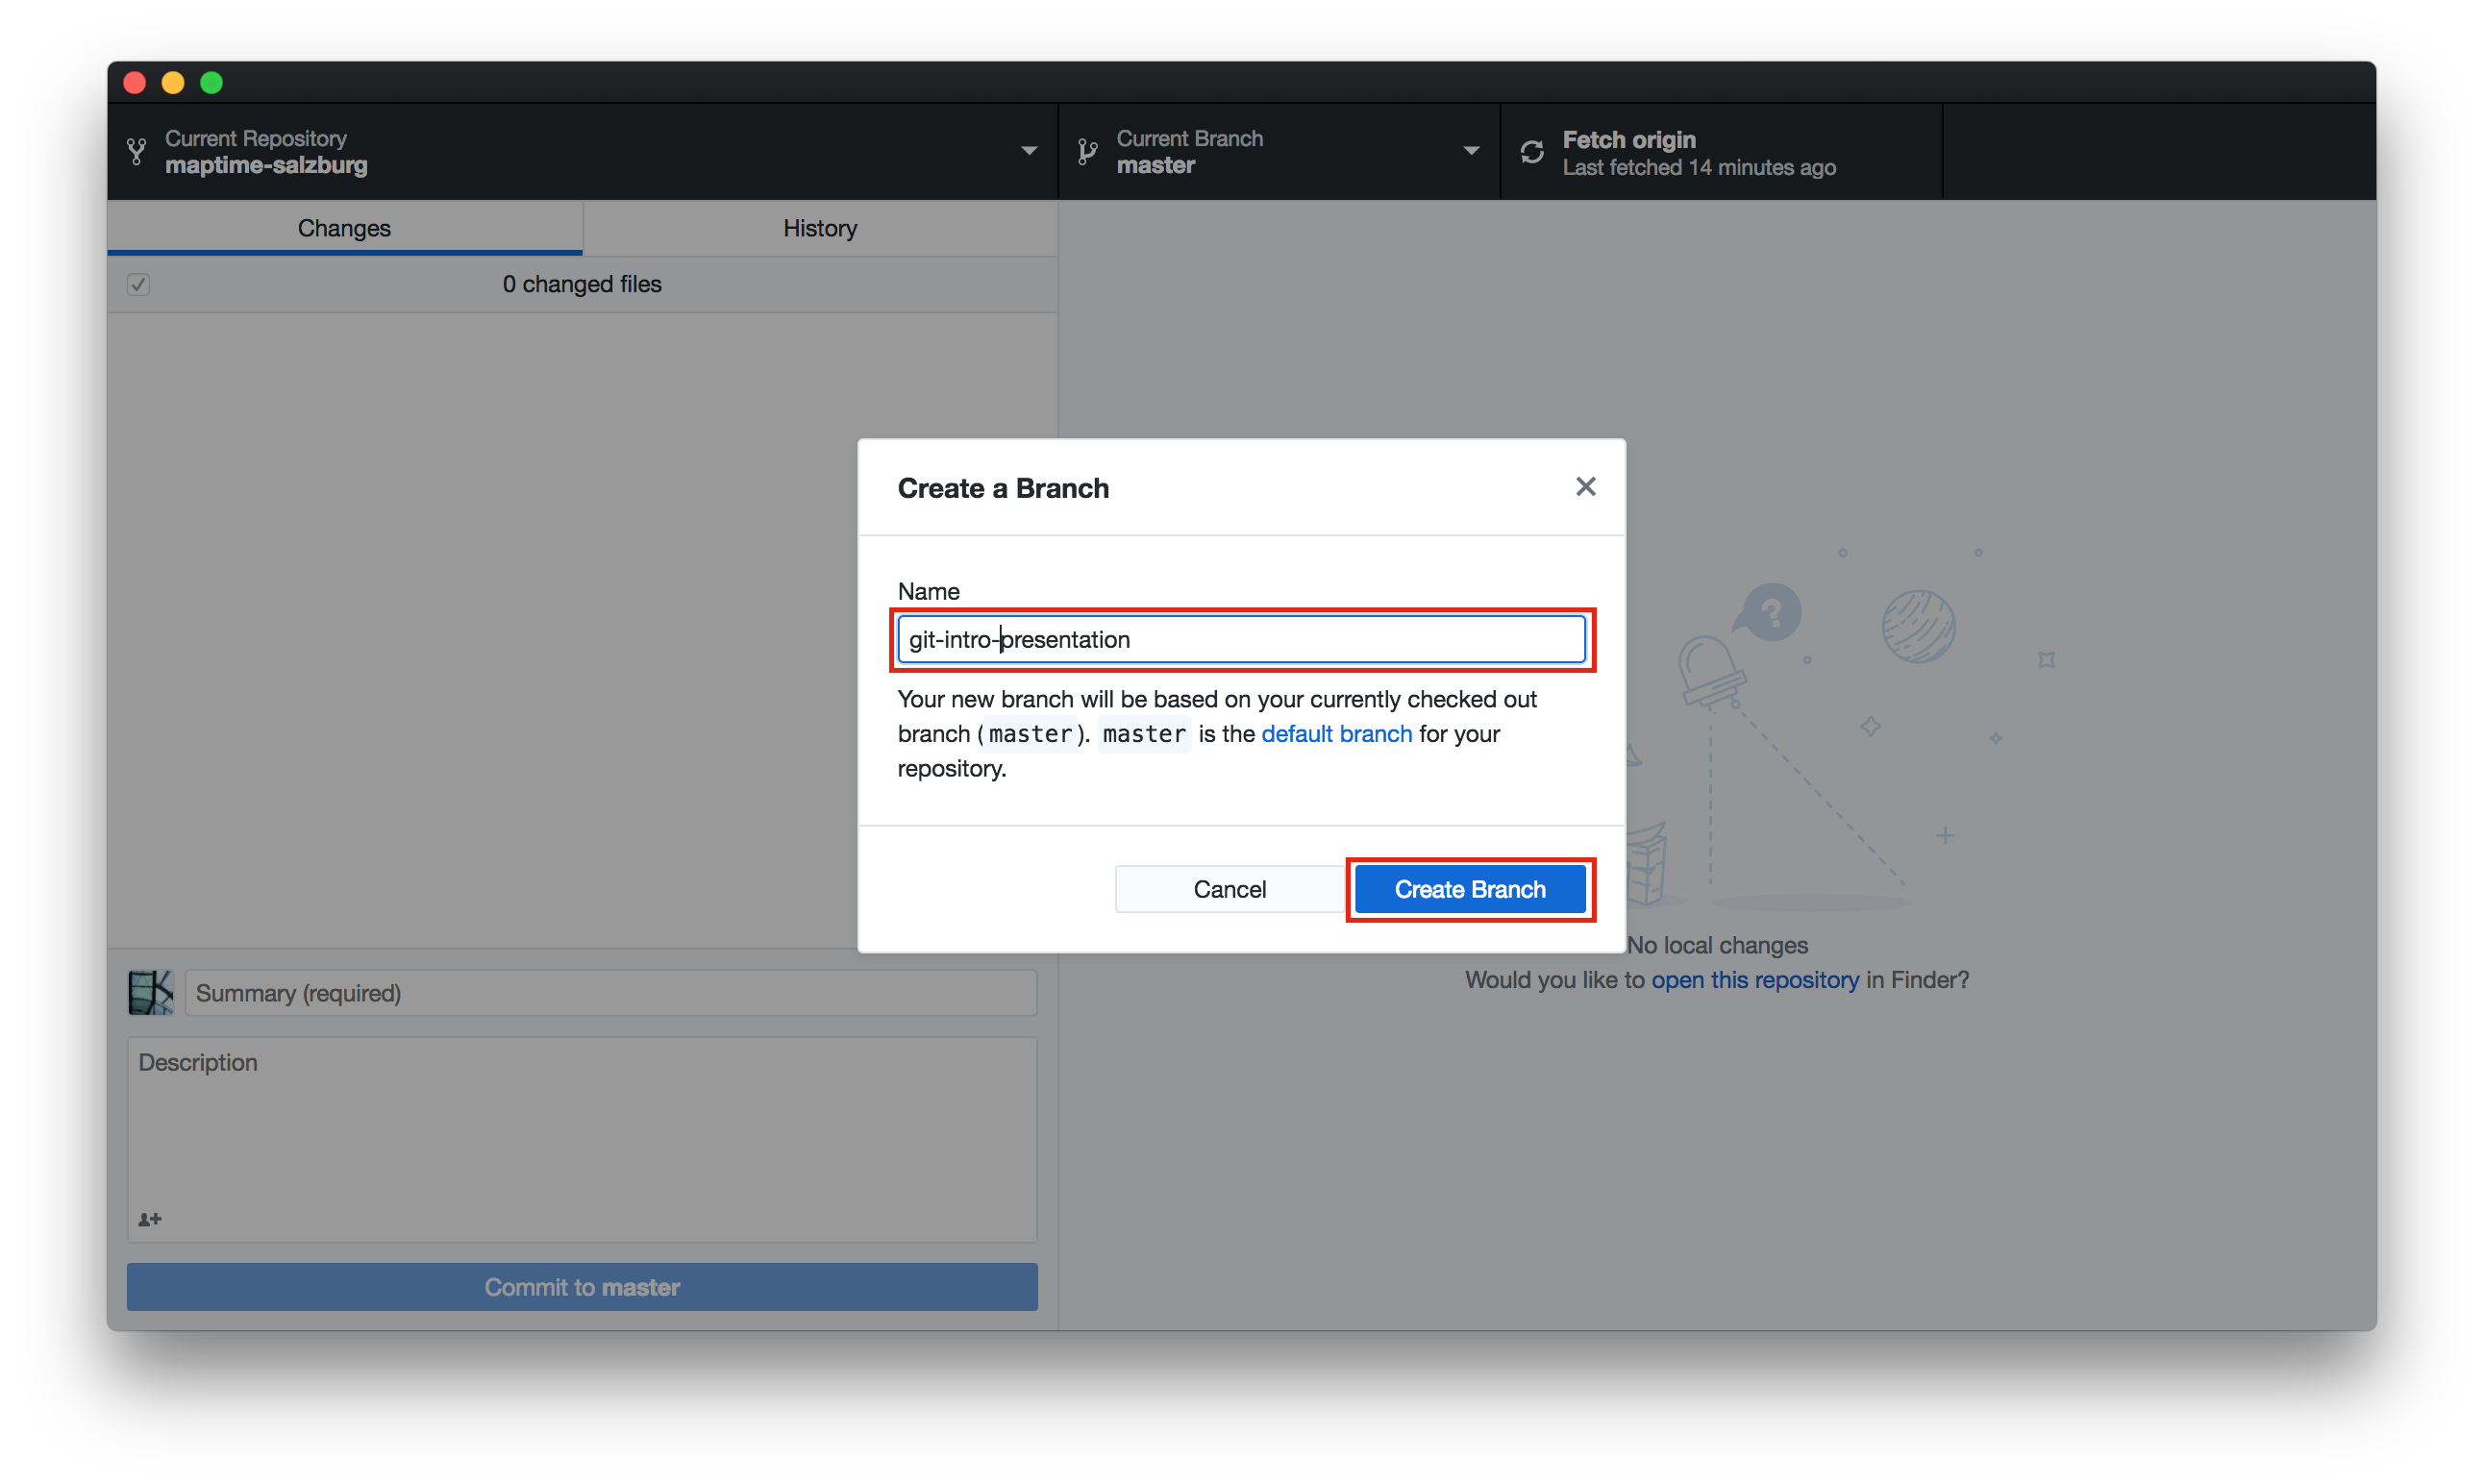 Current Repository
maptime-salzburg
Current Branch
master
Fetch origin
Last fetched 14 minutes ago
Changes
History
0 changed files
Create a Branch
Name
git-intro-presentation
Your new branch will be based on your currently checked out
branch (master). master is the default branch for your
repository.
Cancel
Create Branch
?
No local changes
Would you like to open this repository in Finder?
Summary (required)
Description
Commit to master